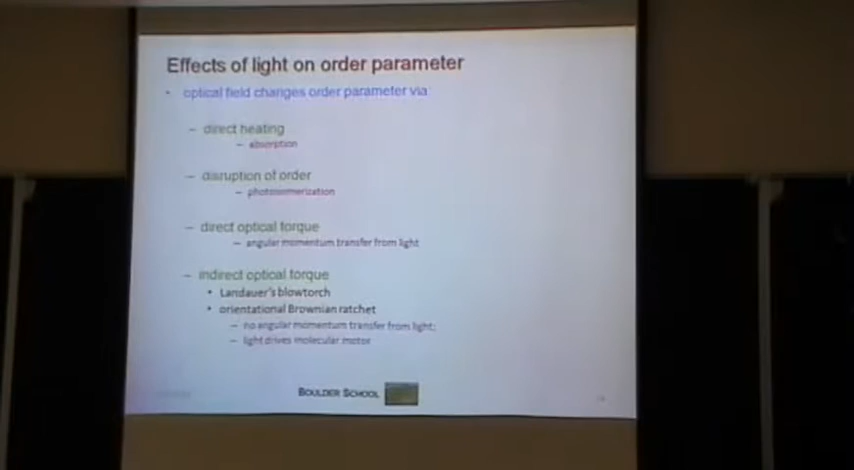 Effects of light on order parameter
• optical field changes order parameter via
– direct heating
– absorption
– disruption of order
– photoisomerization
– direct optical torque
– angular momentum transfer from light
– indirect optical torque
• Landauer's blowtorch
• orientational Brownian ratchet
– no angular momentum transfer from light;
– light drives molecular motor
BOULDER SCHOOL